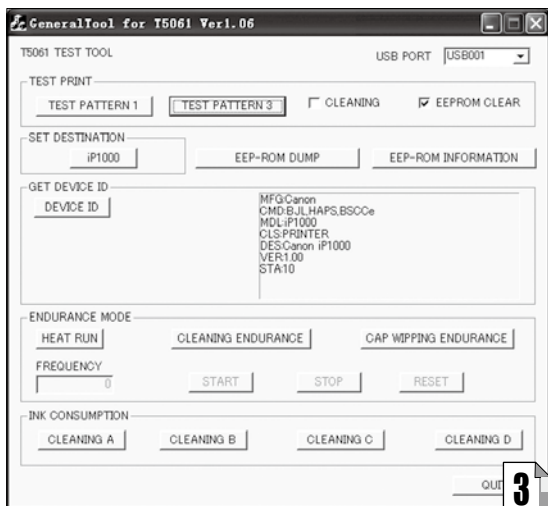 GeneralTool for T5061 Ver1.06
T5061 TEST TOOL
USB PORT USB001
TEST PRINT
TEST PATTERN 1 TEST PATTERN 3 CLEANING EEPROM CLEAR
SET DESTINATION
iP1000 EEP-ROM DUMP EEP-ROM INFORMATION
GET DEVICE ID
DEVICE ID
MFG:Canon
CMD:BJL,HAPS,BSCCe
MDL:iP1000
CLS:PRINTER
DES:Canon iP1000
VER:1.00
STA:10
ENDURANCE MODE
HEAT RUN CLEANING ENDURANCE CAP WIPPING ENDURANCE
FREQUENCY
0 START STOP RESET
INK CONSUMPTION
CLEANING A CLEANING B CLEANING C CLEANING D
3